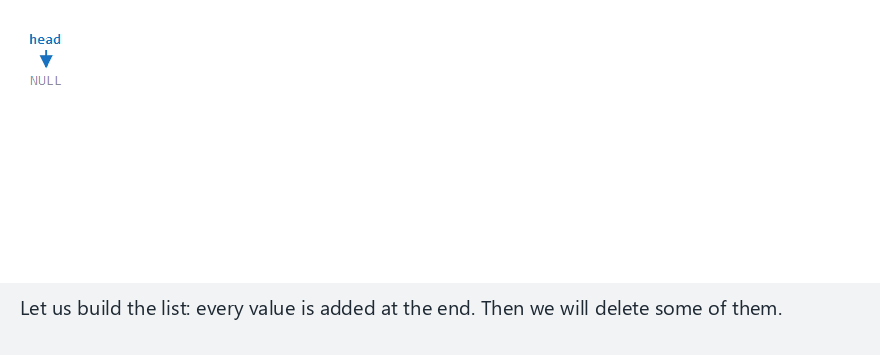 head
NULL
Let us build the list: every value is added at the end. Then we will delete some of them.